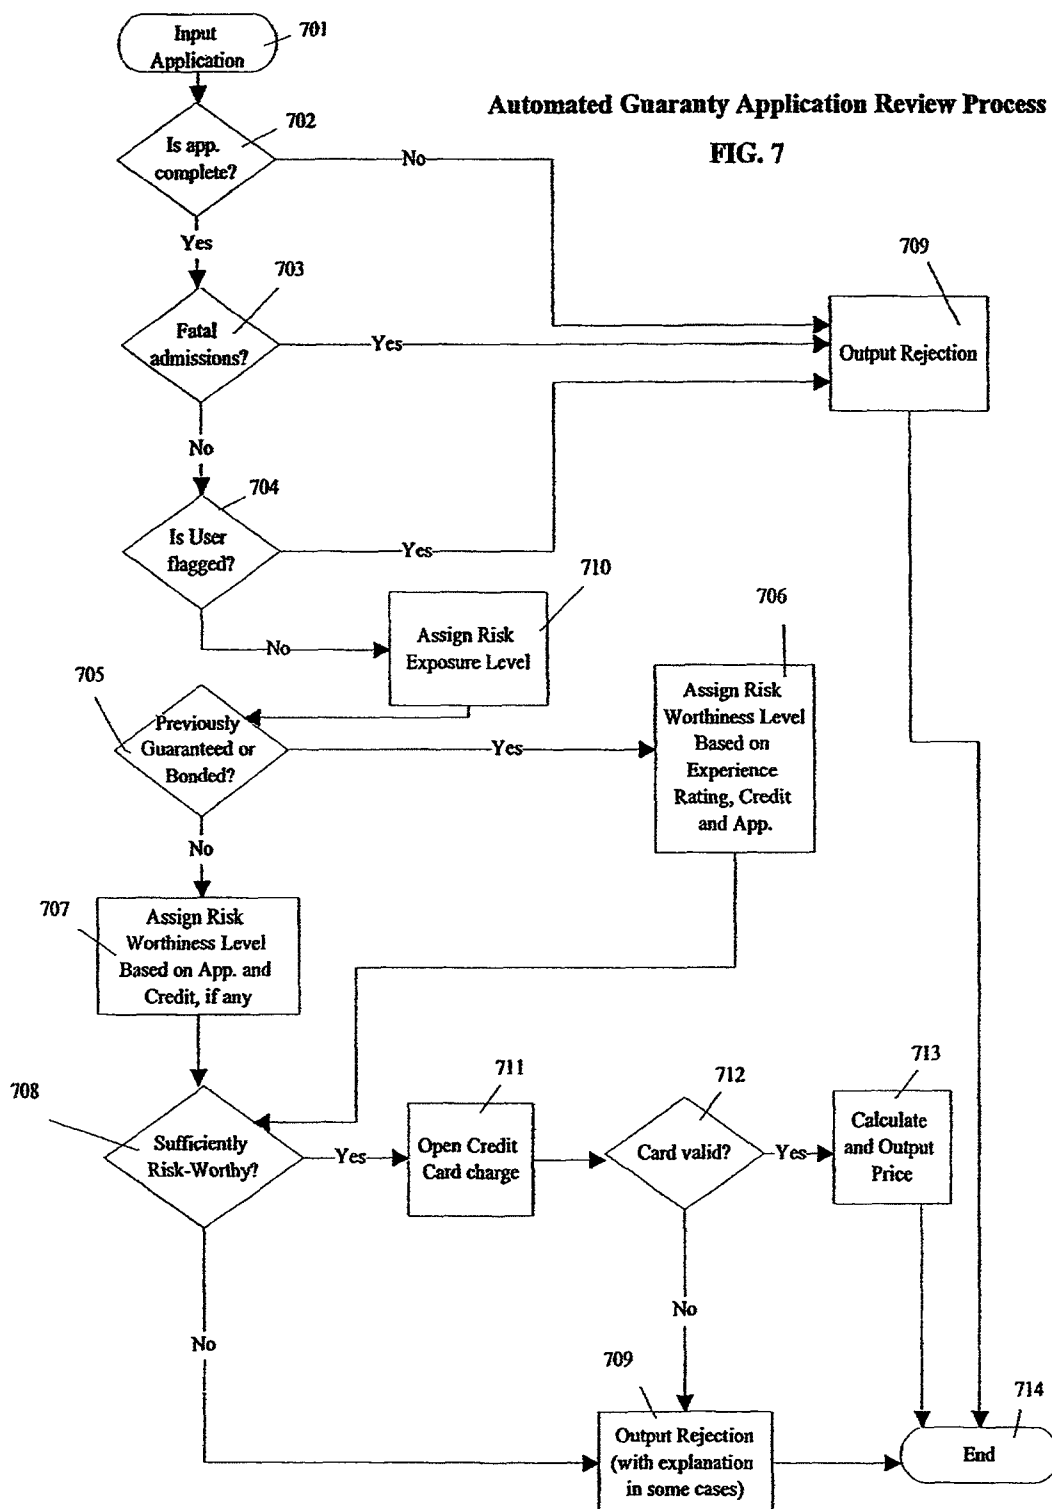 Input
Application
701
Automated Guaranty Application Review Process
FIG. 7
702
Is app.
complete?
No
Yes
703
Fatal
admissions?
Yes
709
Output Rejection
No
704
Is User
flagged?
Yes
710
No
Assign Risk
Exposure Level
706
Assign Risk
Worthiness Level
Based on
Experience
Rating, Credit
and App.
705
Previously
Guaranteed or
Bonded?
Yes
No
707
Assign Risk
Worthiness Level
Based on App. and
Credit, if any
708
Sufficiently
Risk-Worthy?
Yes
711
Open Credit
Card charge
712
Card valid?
Yes
713
Calculate
and Output
Price
No
No
709
Output Rejection
(with explanation
in some cases)
714
End